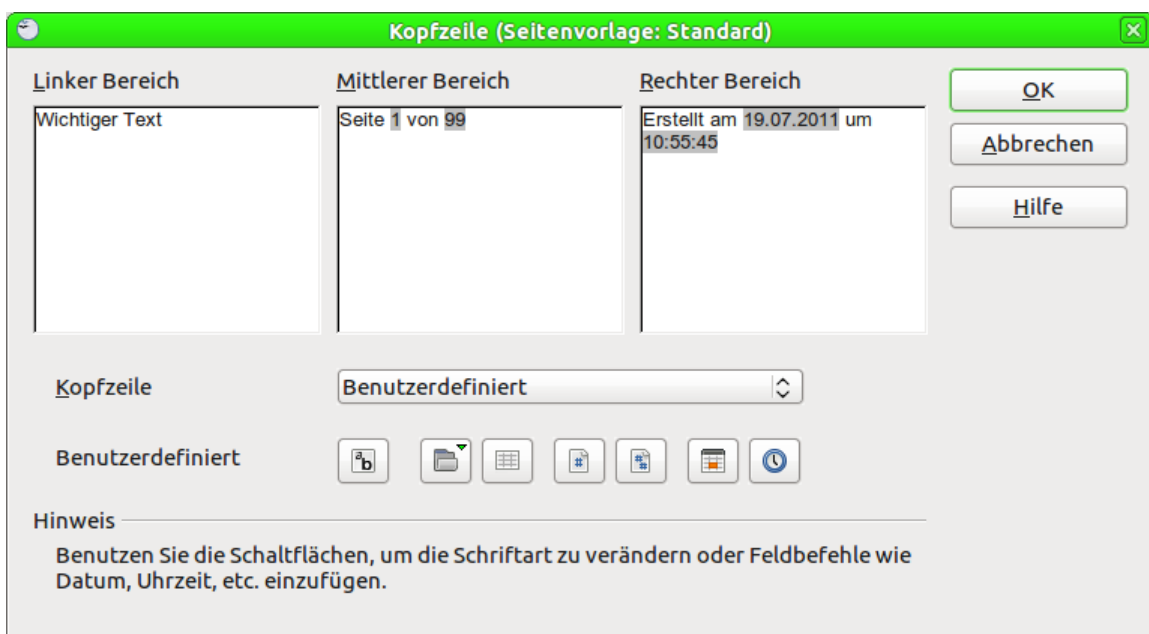 Kopfzeile (Seitenvorlage: Standard)
Linker Bereich
Mittlerer Bereich
Rechter Bereich
Wichtiger Text
Seite 1 von 99
Erstellt am 19.07.2011 um
10:55:45
OK
Abbrechen
Hilfe
Kopfzeile
Benutzerdefiniert
Benutzerdefiniert
Hinweis
Benutzen Sie die Schaltflächen, um die Schriftart zu verändern oder Feldbefehle wie
Datum, Uhrzeit, etc. einzufügen.